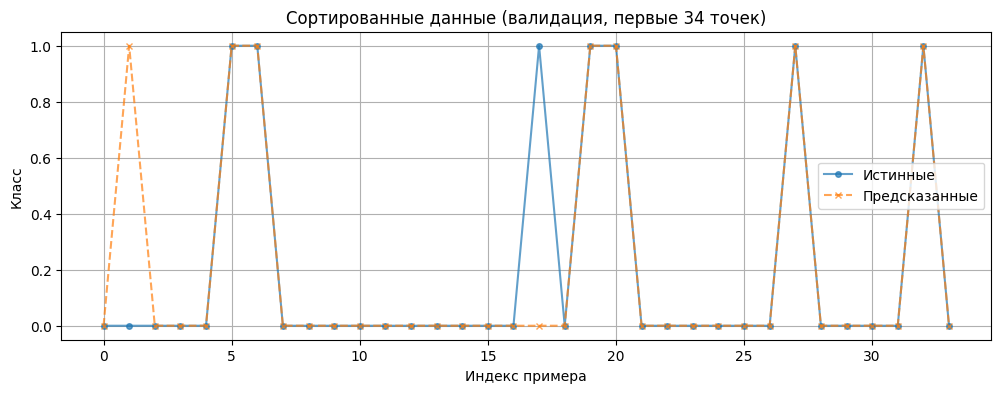 Сортированные данные (валидация, первые 34 точек)
Класс
1.0
0.8
0.6
0.4
0.2
0.0
Истинные
Предсказанные
0 5 10 15 20 25 30
Индекс примера